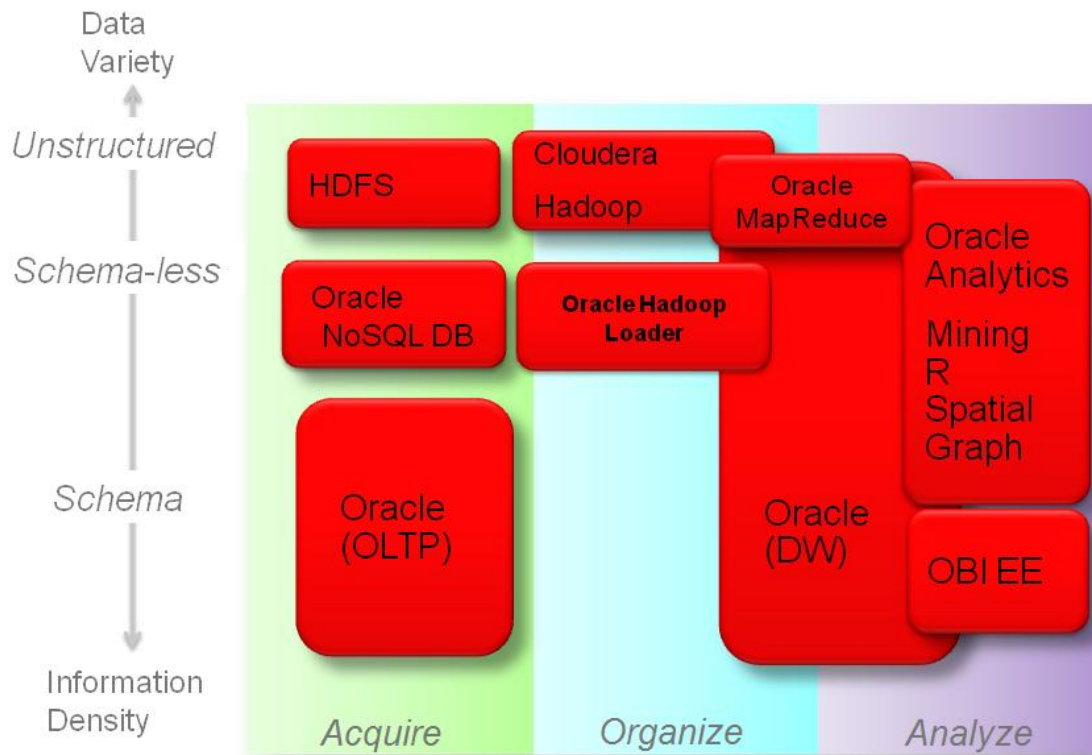 Data
Variety
Unstructured
Schema-less
Schema
Information
Density
HDFS
Oracle
NoSQL DB
Oracle
(OLTP)
Cloudera
Hadoop
Oracle Hadoop
Loader
Oracle
MapReduce
Oracle
(DW)
Oracle
Analytics
Mining
R
Spatial
Graph
OBI EE
Acquire
Organize
Analyze